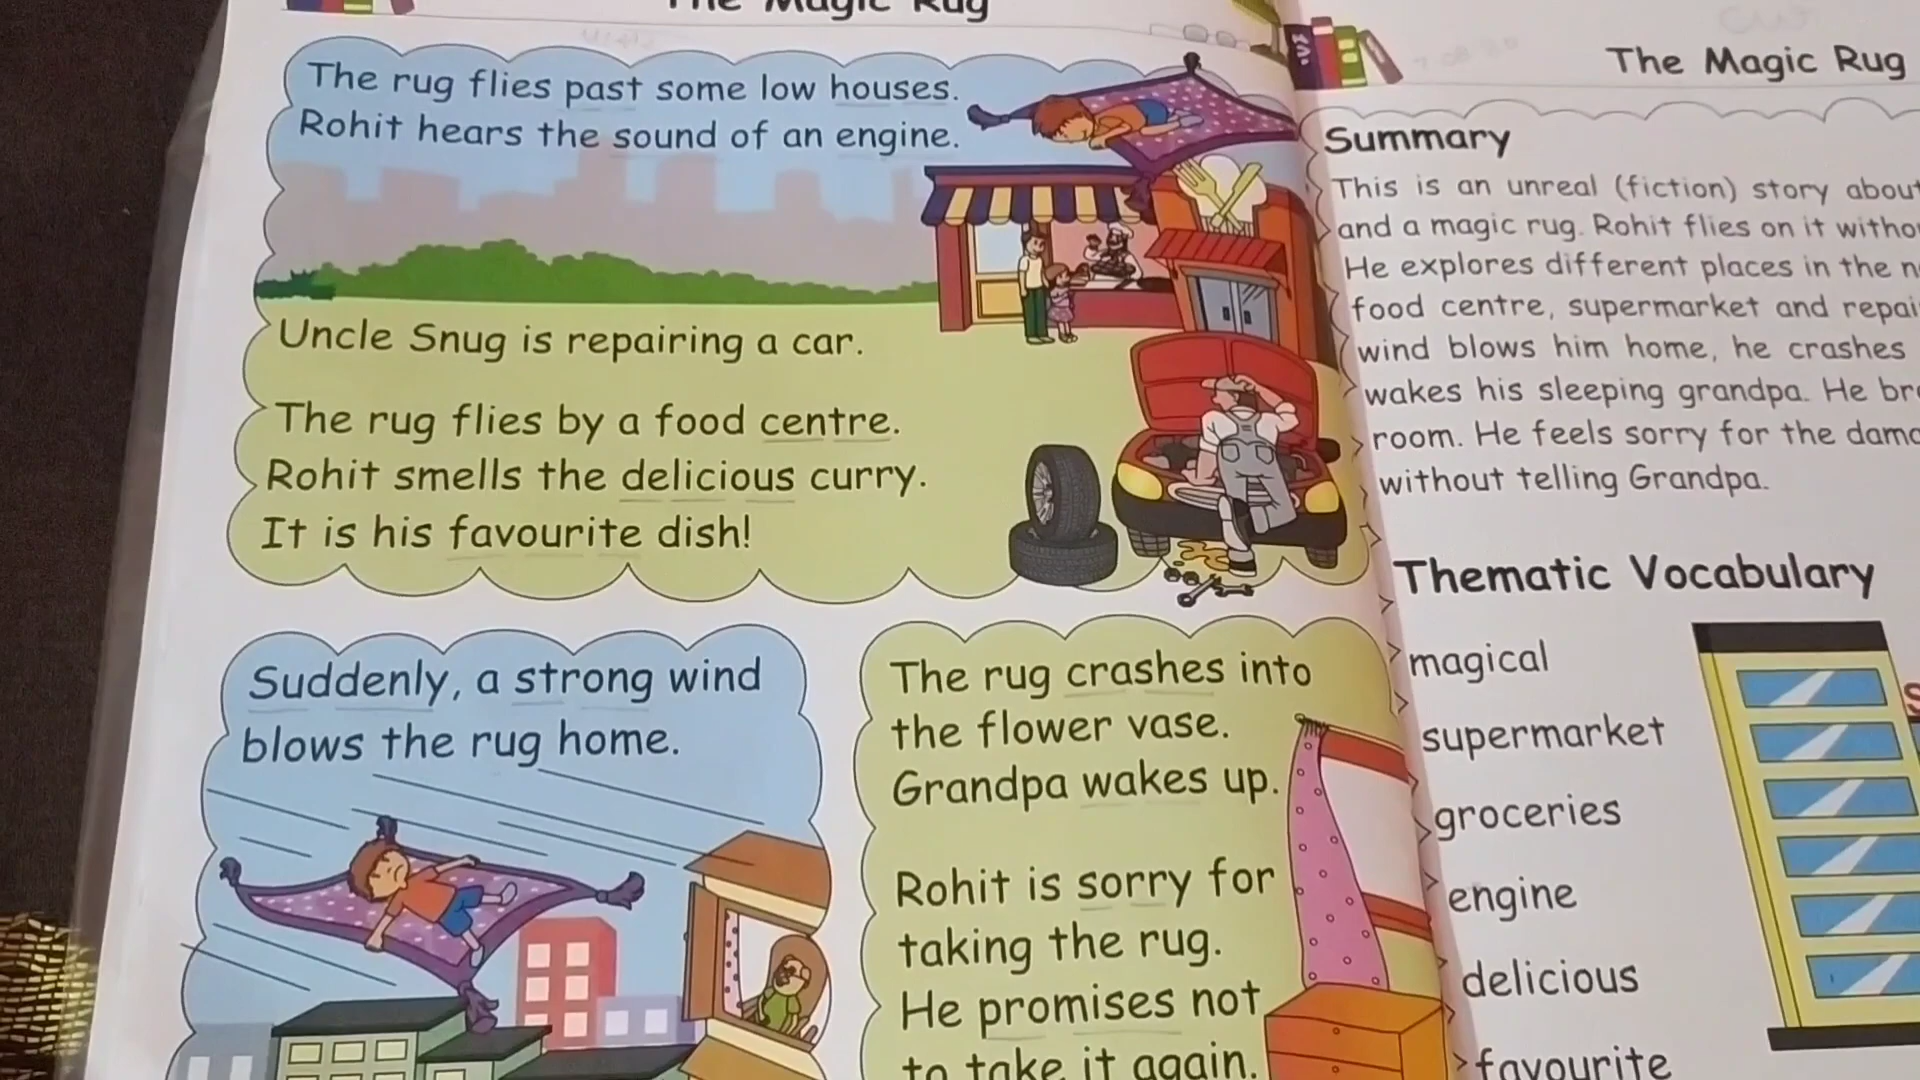 The Magic Rug
The rug flies past some low houses.
Rohit hears the sound of an engine.
Uncle Snug is repairing a car.
The rug flies by a food centre.
Rohit smells the delicious curry.
It is his favourite dish!
Suddenly, a strong wind
blows the rug home.
The rug crashes into
the flower vase.
Grandpa wakes up.
Rohit is sorry for
taking the rug.
He promises not
to take it again.
The Magic Rug
Summary
This is an unreal (fiction) story about
and a magic rug. Rohit flies on it
He explores different places in the
food centre, supermarket and
wind blows him home, he crashes
wakes his sleeping grandpa. He
room. He feels sorry for the
without telling Grandpa.
Thematic Vocabulary
magical
supermarket
groceries
engine
delicious
favourite